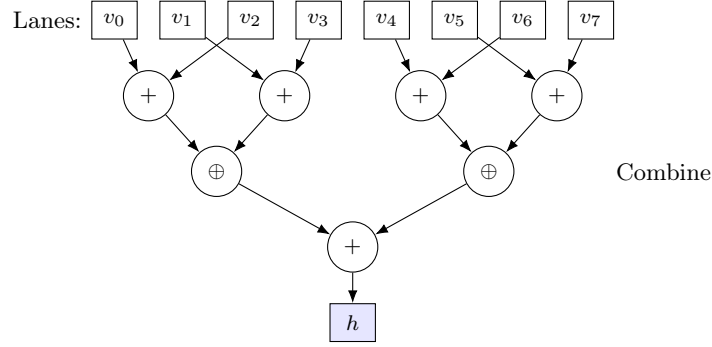 Lanes: v₀ v₁ v₂ v₃ v₄ v₅ v₆ v₇
+ + + +
⊕ ⊕ Combine
+
h